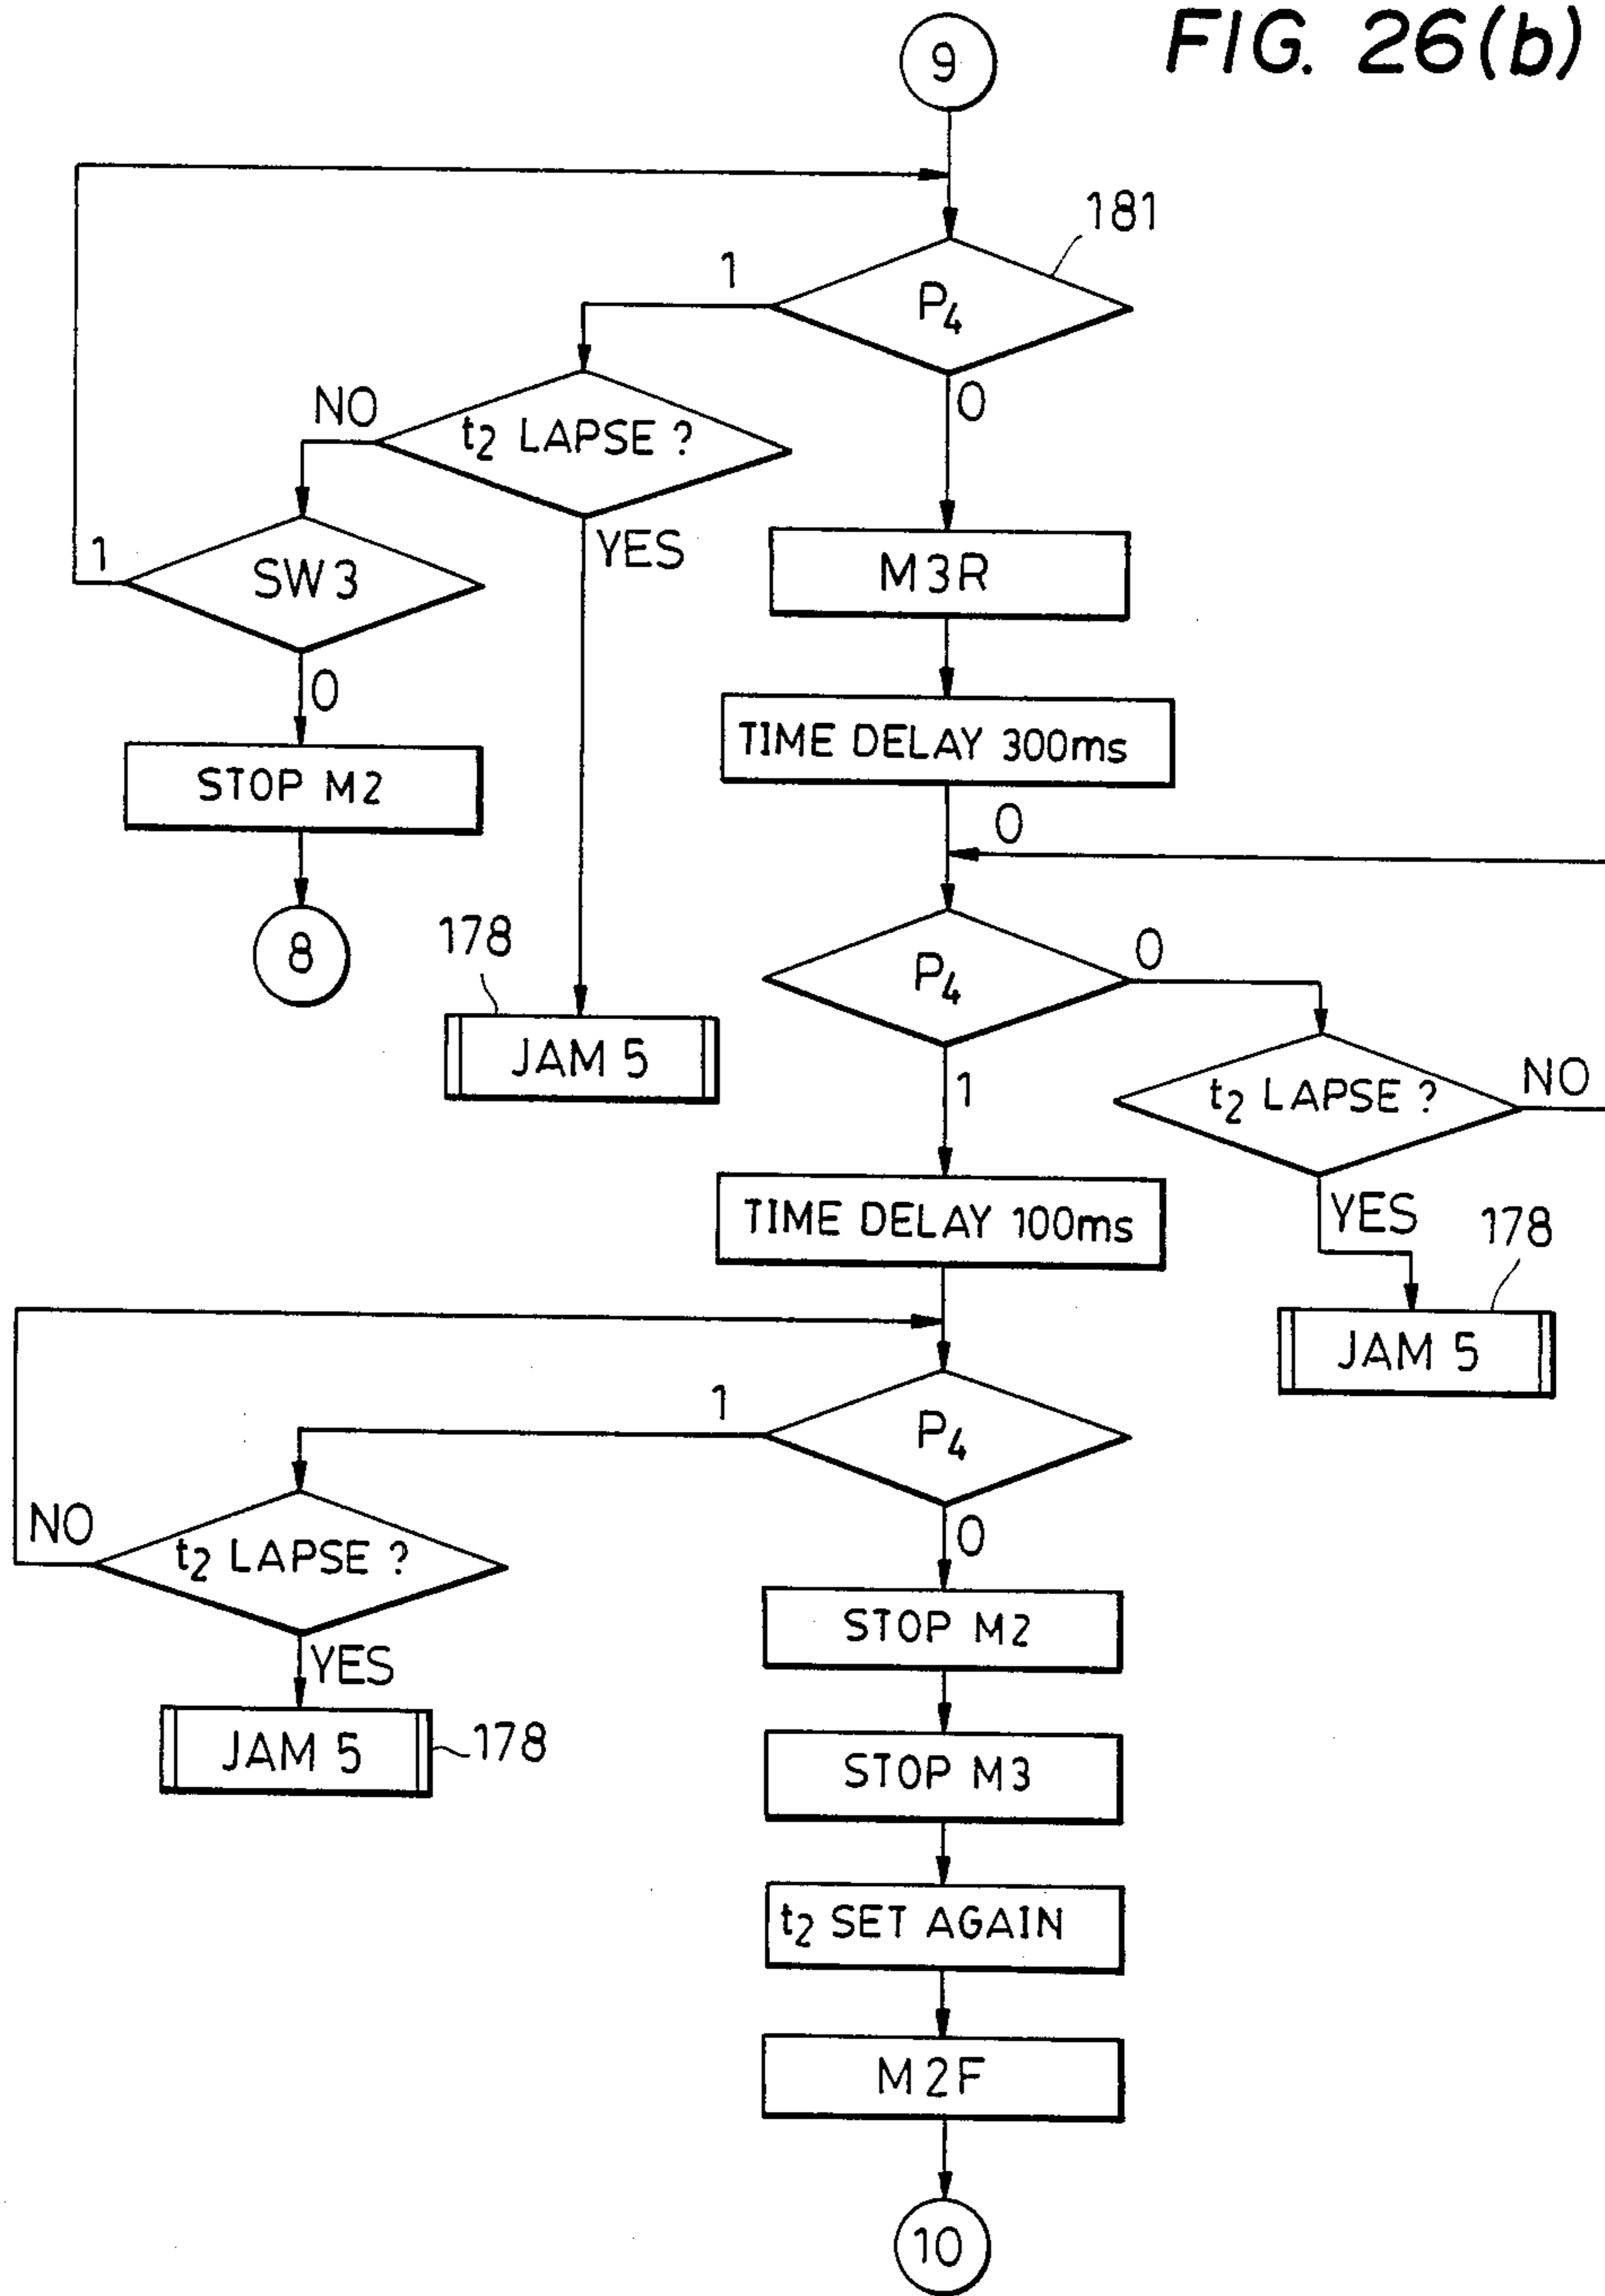 FIG. 26(b)
9
181
1
P4
0
NO
t2 LAPSE ?
YES
1
SW3
0
M3R
STOP M2
TIME DELAY 300ms
0
8
178
JAM 5
P4
0
1
t2 LAPSE ?
NO
YES
178
JAM 5
TIME DELAY 100ms
1
P4
0
NO
t2 LAPSE ?
YES
JAM 5
178
STOP M2
STOP M3
t2 SET AGAIN
M2F
10